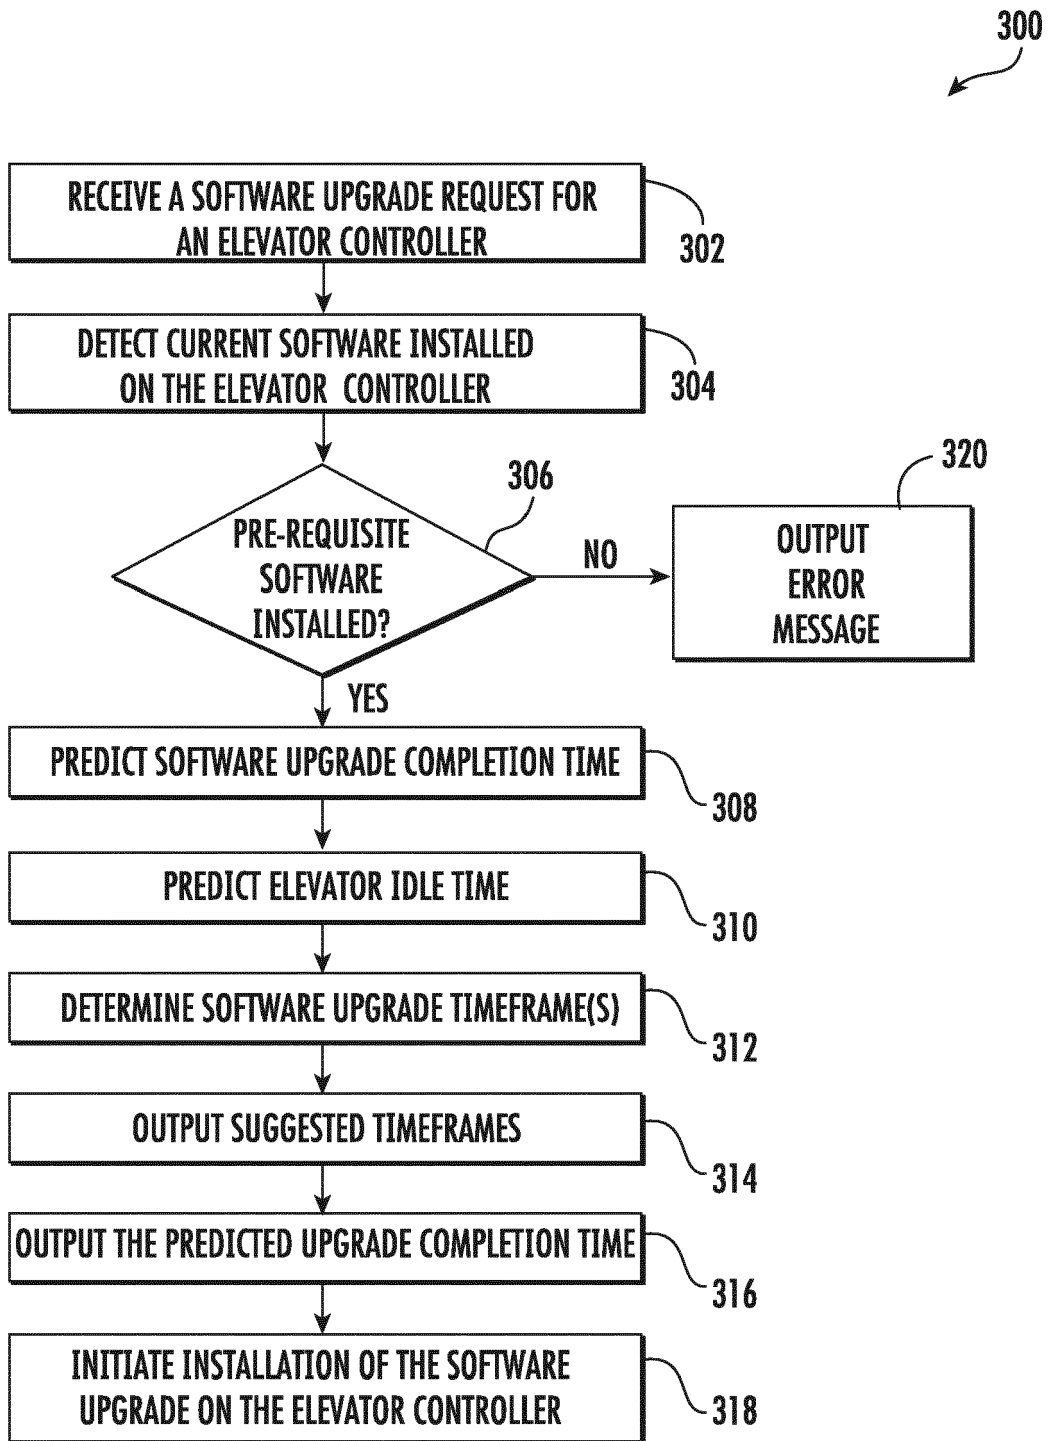 300
RECEIVE A SOFTWARE UPGRADE REQUEST FOR
AN ELEVATOR CONTROLLER
302
DETECT CURRENT SOFTWARE INSTALLED
ON THE ELEVATOR CONTROLLER
304
306
PRE-REQUISITE
SOFTWARE
INSTALLED?
NO
320
OUTPUT
ERROR
MESSAGE
YES
PREDICT SOFTWARE UPGRADE COMPLETION TIME
308
PREDICT ELEVATOR IDLE TIME
310
DETERMINE SOFTWARE UPGRADE TIMEFRAME(S)
312
OUTPUT SUGGESTED TIMEFRAMES
314
OUTPUT THE PREDICTED UPGRADE COMPLETION TIME
316
INITIATE INSTALLATION OF THE SOFTWARE
UPGRADE ON THE ELEVATOR CONTROLLER
318